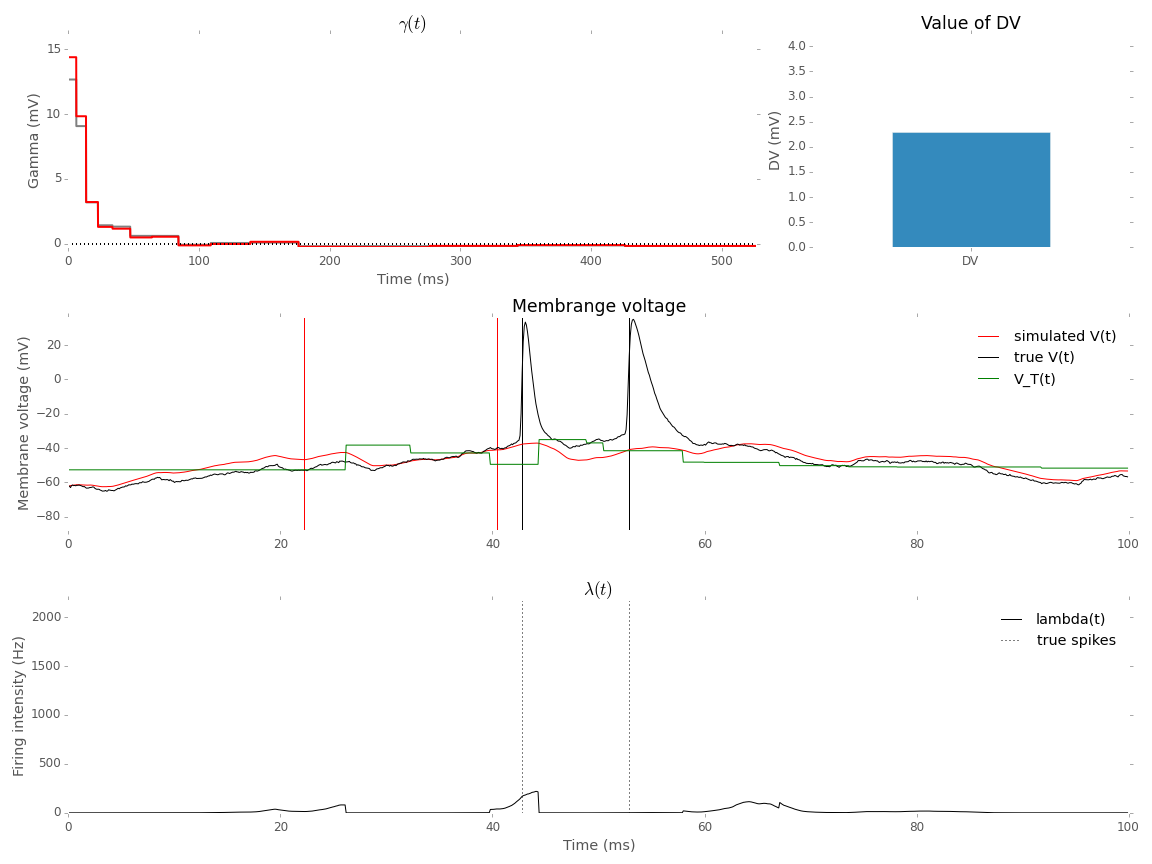 γ(t)
15
10
5
0
Gamma (mV)
0 100 200 300 400 500
Time (ms)
Value of DV
4.0
3.5
3.0
2.5
2.0
1.5
1.0
0.5
0.0
DV (mV)
DV
Membrange voltage
20
0
−20
−40
−60
−80
Membrane voltage (mV)
simulated V(t)
true V(t)
V_T(t)
0 20 40 60 80 100
λ(t)
2000
1500
1000
500
0
Firing intensity (Hz)
lambda(t)
true spikes
0 20 40 60 80 100
Time (ms)